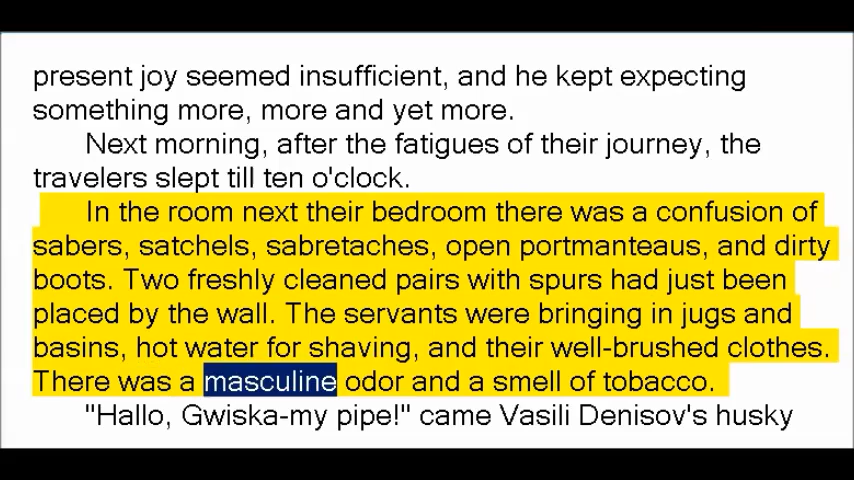 present joy seemed insufficient, and he kept expecting
something more, more and yet more.
Next morning, after the fatigues of their journey, the
travelers slept till ten o'clock.
In the room next their bedroom there was a confusion of
sabers, satchels, sabretaches, open portmanteaus, and dirty
boots. Two freshly cleaned pairs with spurs had just been
placed by the wall. The servants were bringing in jugs and
basins, hot water for shaving, and their well-brushed clothes.
There was a masculine odor and a smell of tobacco.
"Hallo, Gwiska-my pipe!" came Vasili Denisov's husky